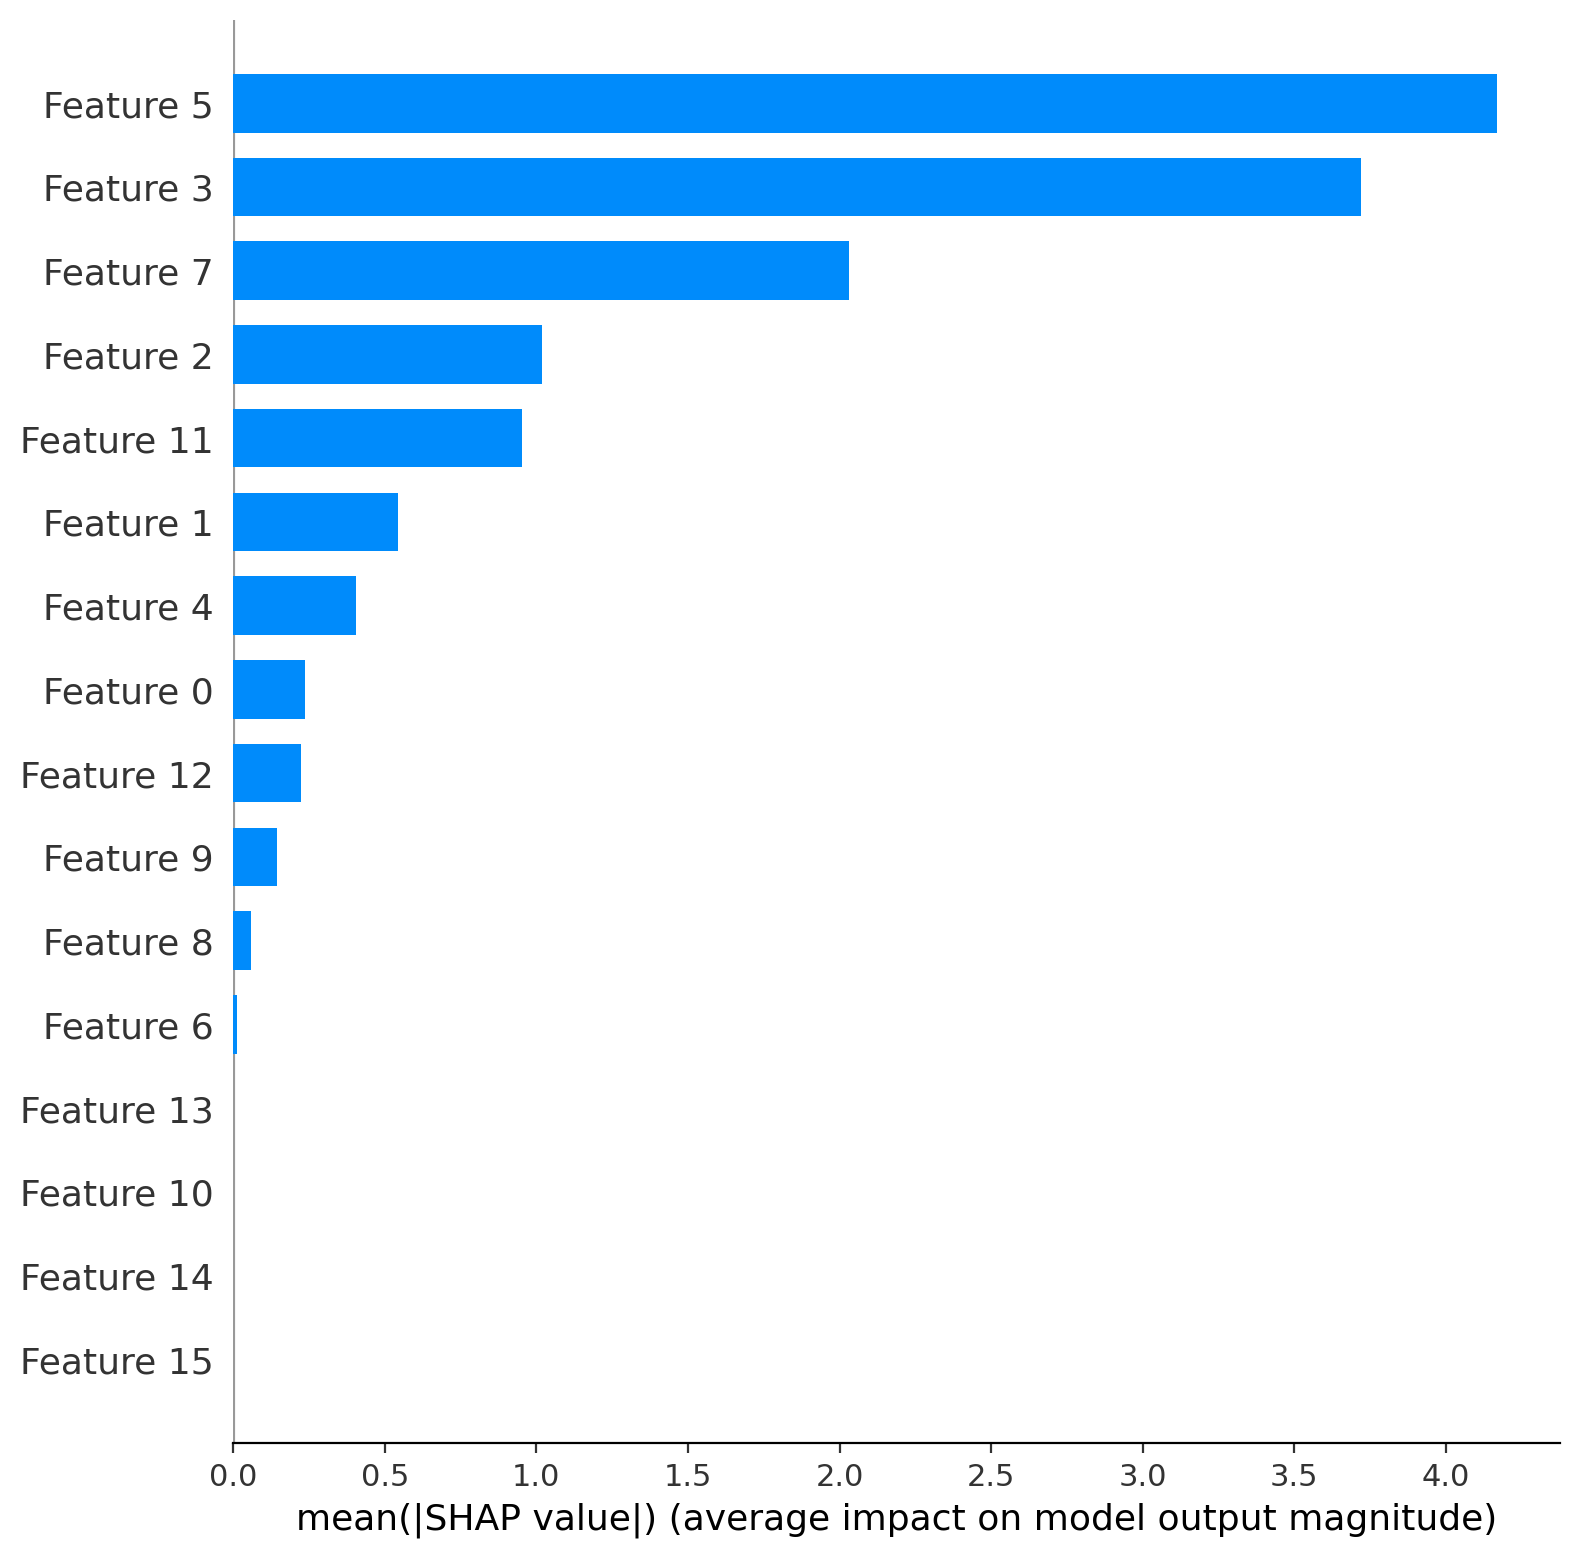 Feature 5
Feature 3
Feature 7
Feature 2
Feature 11
Feature 1
Feature 4
Feature 0
Feature 12
Feature 9
Feature 8
Feature 6
Feature 13
Feature 10
Feature 14
Feature 15
0.0 0.5 1.0 1.5 2.0 2.5 3.0 3.5 4.0
mean(|SHAP value|) (average impact on model output magnitude)